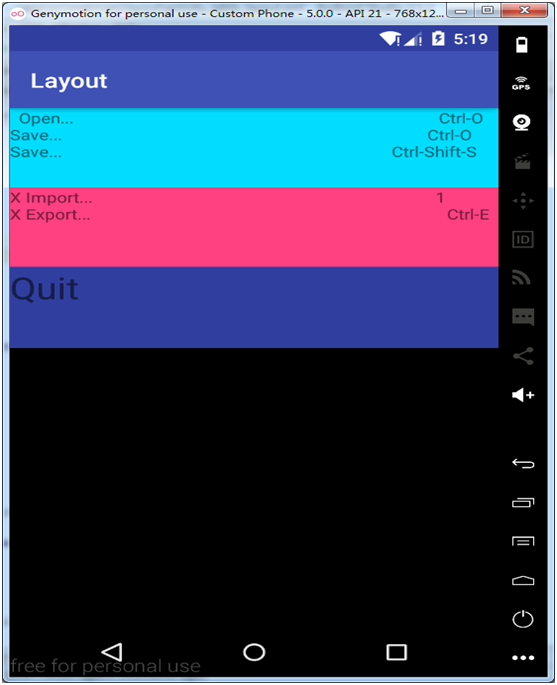 Genymotion for personal use - Custom Phone - 5.0.0 - API 21 - 768x12...
5:19
GPS
Layout
Open... Ctrl-O
Save... Ctrl-O
Save... Ctrl-Shift-S
X Import... 1
X Export... Ctrl-E
ID
Quit
free for personal use